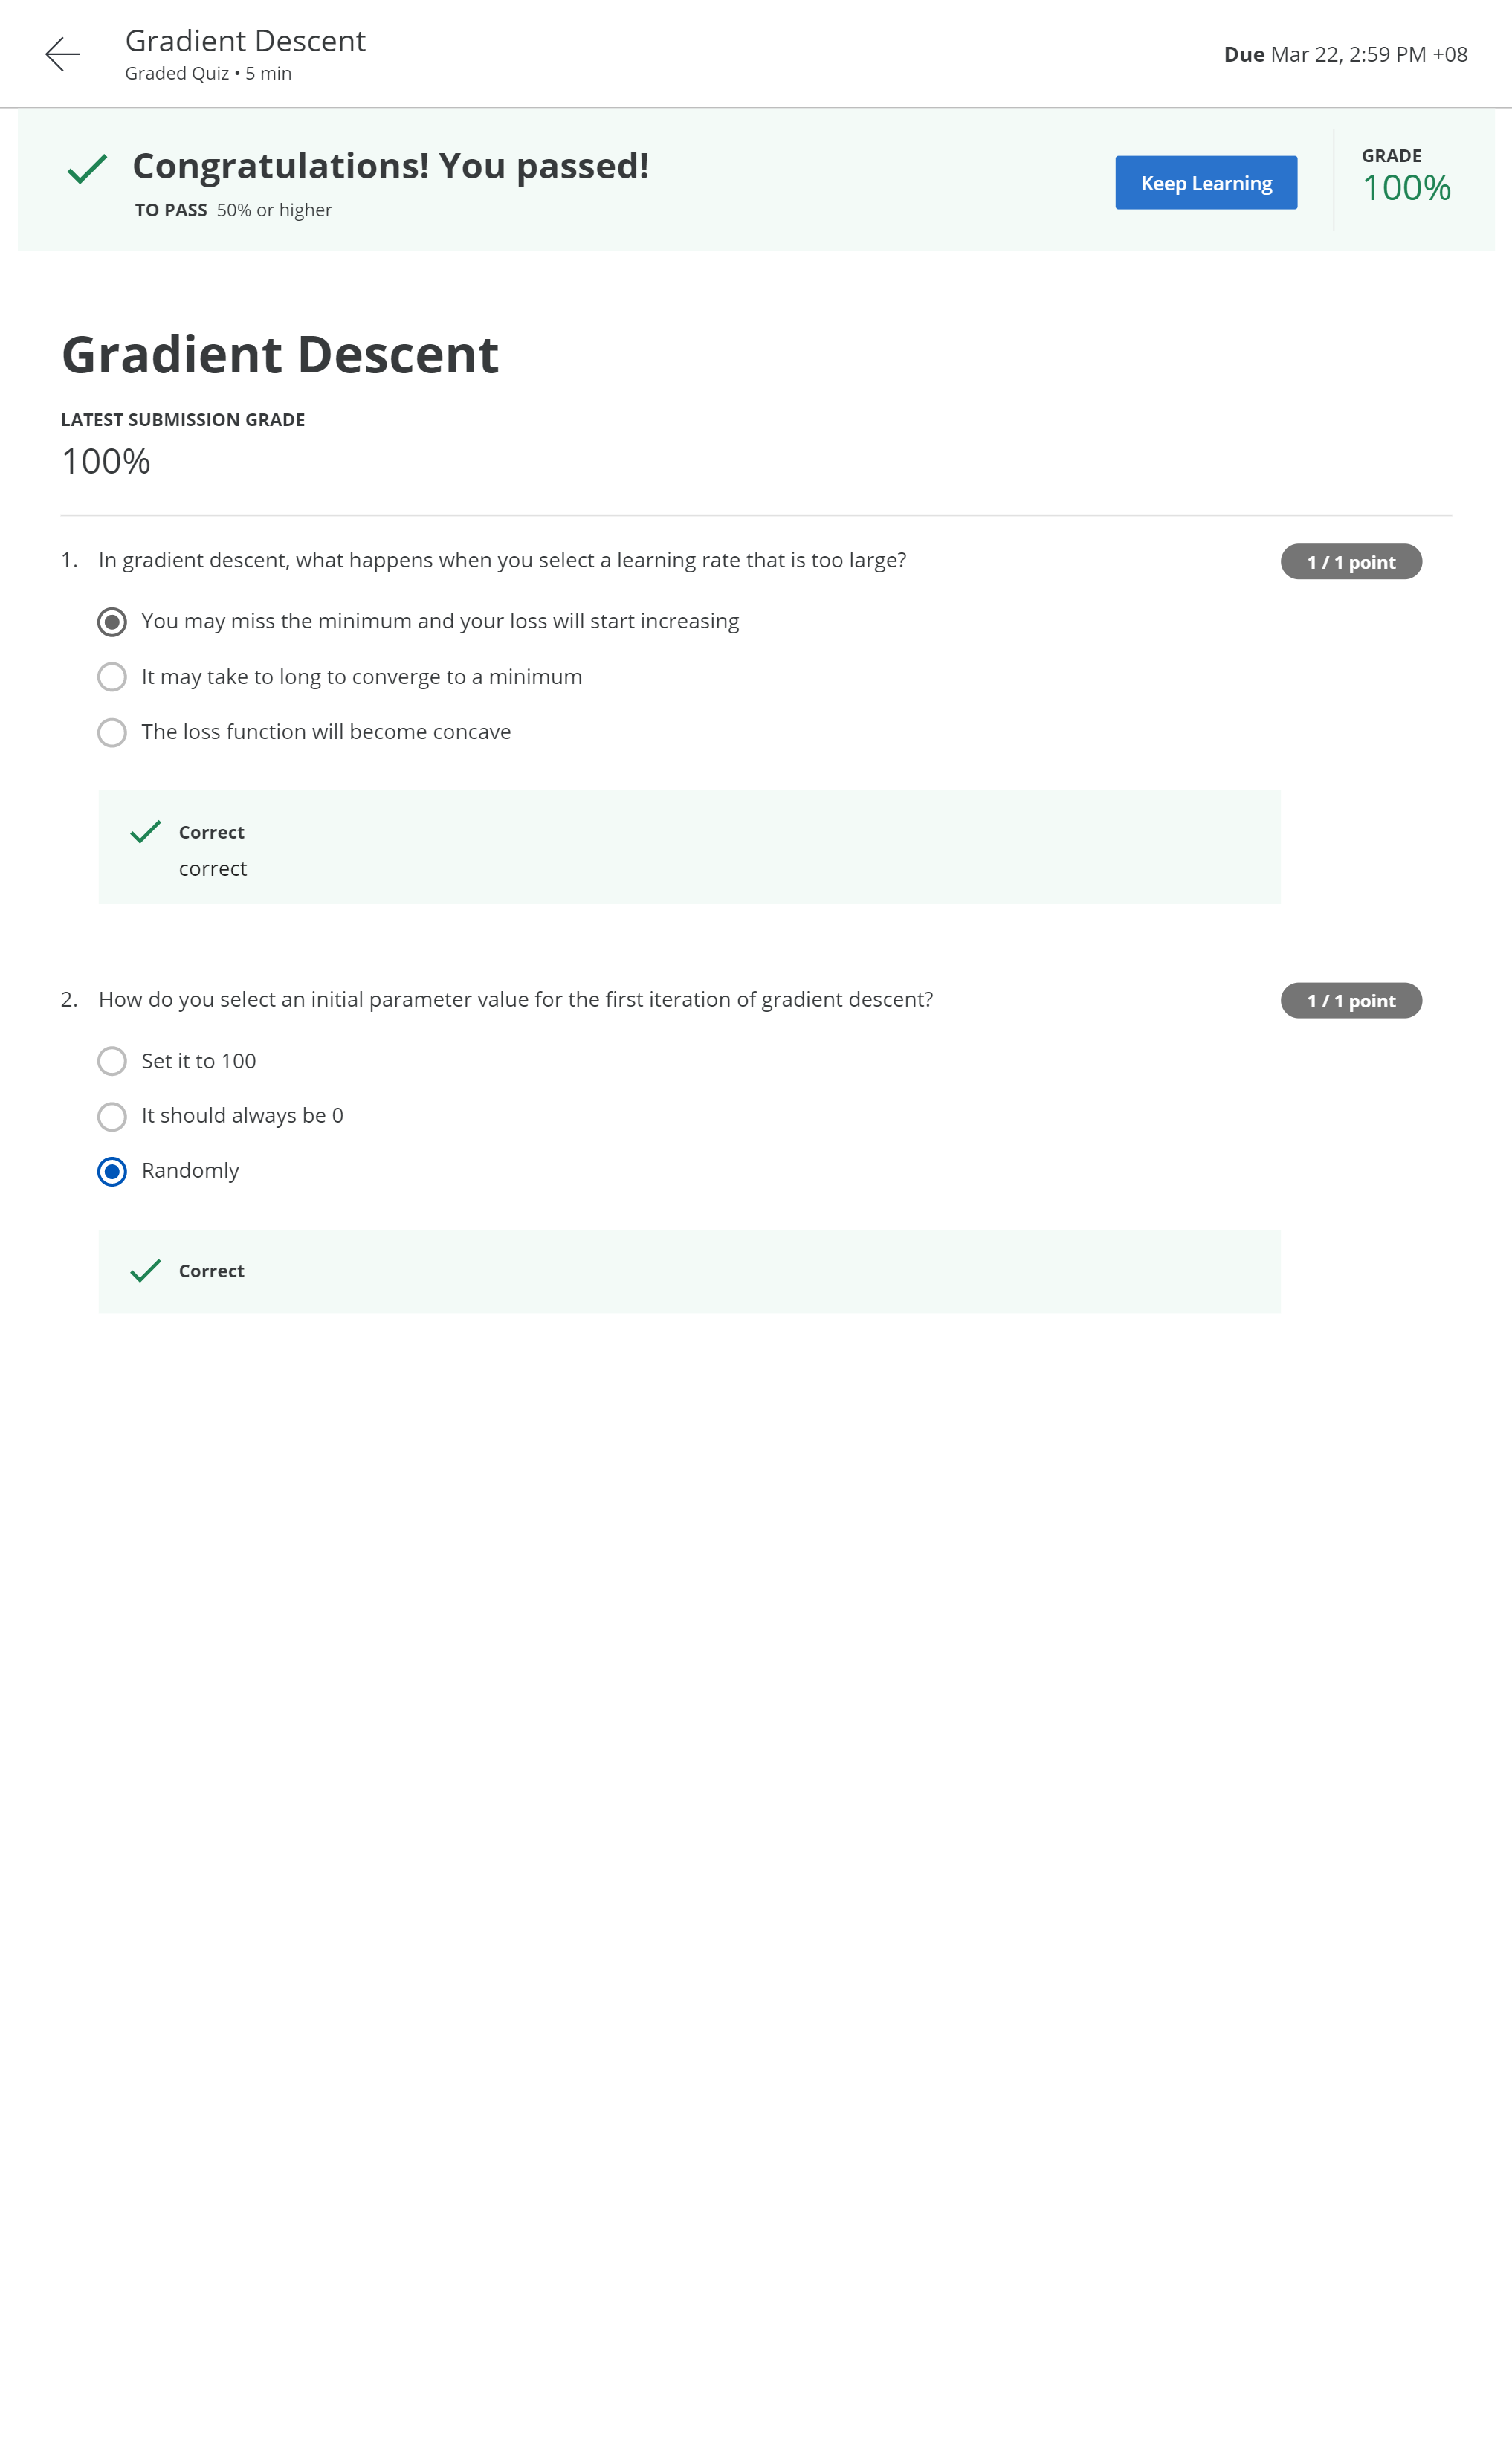 Gradient Descent
Graded Quiz • 5 min
Due Mar 22, 2:59 PM +08
Congratulations! You passed!
TO PASS 50% or higher
Keep Learning
GRADE
100%
Gradient Descent
LATEST SUBMISSION GRADE
100%
1. In gradient descent, what happens when you select a learning rate that is too large?
1 / 1 point
You may miss the minimum and your loss will start increasing
It may take to long to converge to a minimum
The loss function will become concave
Correct
correct
2. How do you select an initial parameter value for the first iteration of gradient descent?
1 / 1 point
Set it to 100
It should always be 0
Randomly
Correct